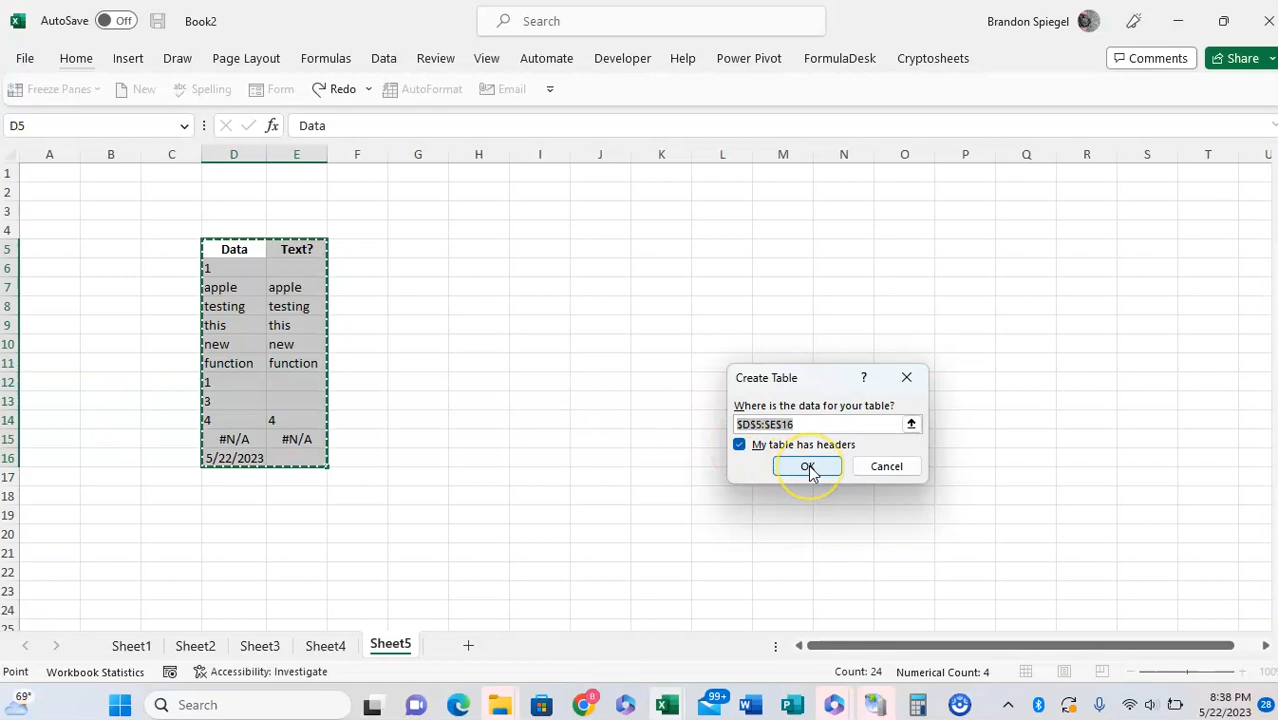 AutoSave Off Book2 Search Brandon Spiegel
File Home Insert Draw Page Layout Formulas Data Review View Automate Developer Help Power Pivot FormulaDesk Cryptosheets Comments Share
Freeze Panes New Spelling Form Redo AutoFormat Email
D5 fx Data
A B C D E F G H I J K L M N O P Q R S T U
1
2
3
4
5 Data Text?
6 1
7 apple apple
8 testing testing
9 this this
10 new new
11 function function
12 1
13 3
14 4 4
15 #N/A #N/A
16 5/22/2023
17
18
19
20
21
22
23
24
25
Create Table ?
Where is the data for your table?
$D$5:$E$16
My table has headers
OK Cancel
Sheet1 Sheet2 Sheet3 Sheet4 Sheet5
Point Workbook Statistics Accessibility: Investigate Count: 24 Numerical Count: 4 100
69° Search 8 99+ 8:38 PM
5/22/2023 28